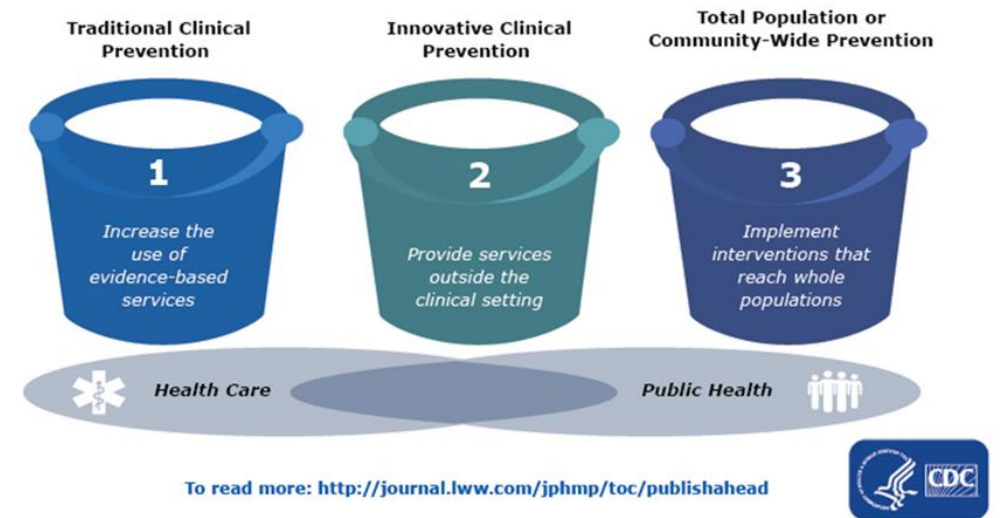 Traditional Clinical
Prevention
Innovative Clinical
Prevention
Total Population or
Community-Wide Prevention
1
Increase the
use of
evidence-based
services
2
Provide services
outside the
clinical setting
3
Implement
interventions that
reach whole
populations
Health Care
Public Health
To read more: http://journal.lww.com/jphmp/toc/publishahead
CDC